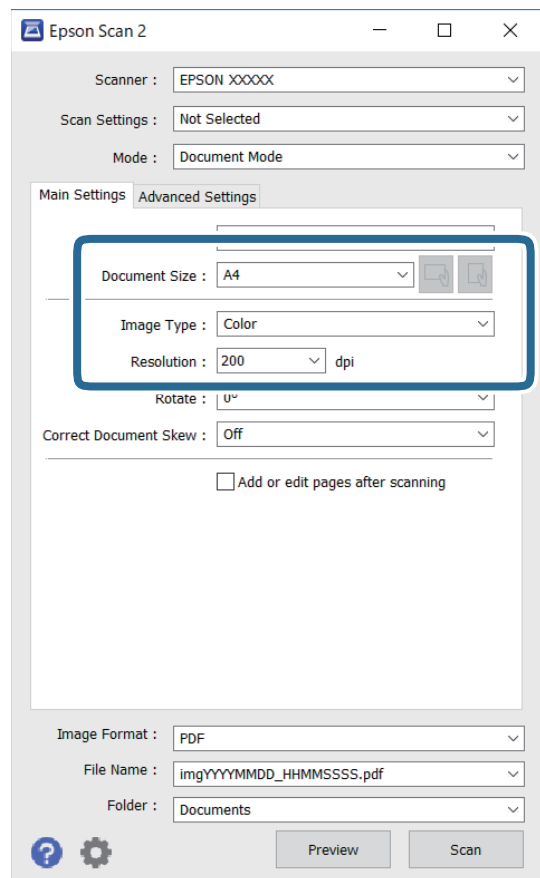 Epson Scan 2
Scanner : EPSON XXXXX
Scan Settings : Not Selected
Mode : Document Mode
Main Settings Advanced Settings
Document Size : A4
Image Type : Color
Resolution : 200 dpi
Rotate : 0°
Correct Document Skew : Off
Add or edit pages after scanning
Image Format : PDF
File Name : imgYYYYMMDD_HHMMSSSS.pdf
Folder : Documents
? Preview Scan